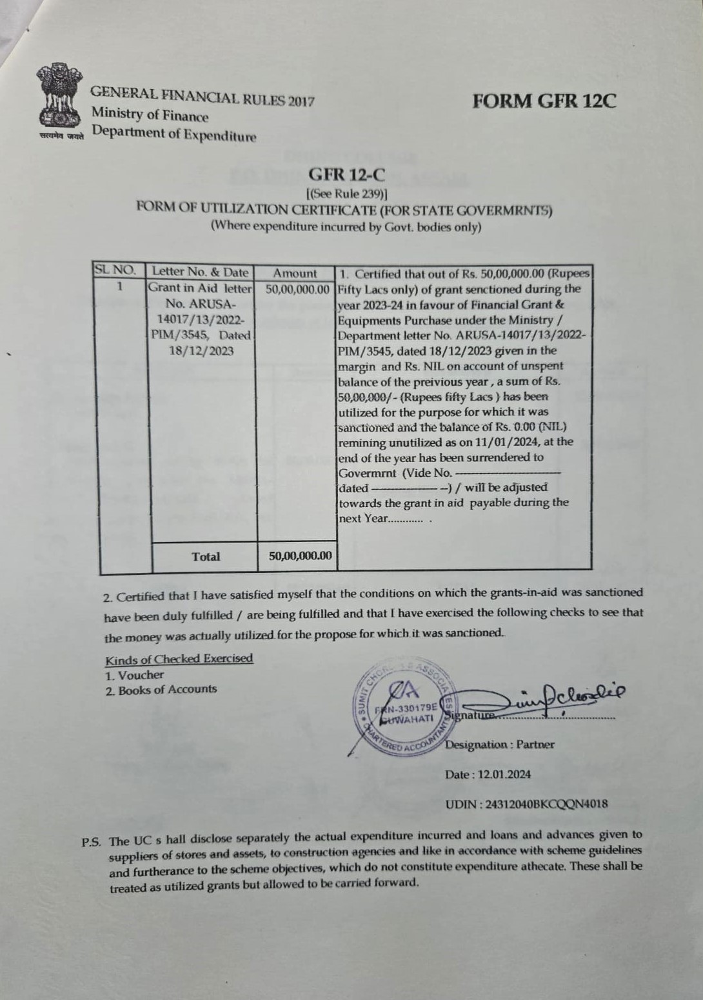 GENERAL FINANCIAL RULES 2017
Ministry of Finance
Department of Expenditure
सत्यमेव जयते
FORM GFR 12C
GFR 12-C
[(See Rule 239)]
FORM OF UTILIZATION CERTIFICATE (FOR STATE GOVERMRNTS)
(Where expenditure incurred by Govt. bodies only)
SL NO.
Letter No. & Date
Amount
1
Grant in Aid letter
No. ARUSA-
14017/13/2022-
PIM/3545, Dated
18/12/2023
50,00,000.00
1. Certified that out of Rs. 50,00,000.00 (Rupees
Fifty Lacs only) of grant senctioned during the
year 2023-24 in favour of Financial Grant &
Equipments Purchase under the Ministry /
Department letter No. ARUSA-14017/13/2022-
PIM/3545, dated 18/12/2023 given in the
margin and Rs. NIL on account of unspent
balance of the preivious year , a sum of Rs.
50,00,000/- (Rupees fifty Lacs ) has been
utilized for the purpose for which it was
sanctioned and the balance of Rs. 0.00 (NIL)
remining unutilized as on 11/01/2024, at the
end of the year has been surrendered to
Govermrnt (Vide No. ----------------------
dated ----------------) / will be adjusted
towards the grant in aid payable during the
next Year............ .
Total
50,00,000.00
2. Certified that I have satisfied myself that the conditions on which the grants-in-aid was sanctioned
have been duly fulfilled / are being fulfilled and that I have exercised the following checks to see that
the money was actually utilized for the propose for which it was sanctioned.
Kinds of Checked Exercised
1. Voucher
2. Books of Accounts
SUMIT & ASSOCIATES
CA
FRN-330179E
GUWAHATI
CHARTERED ACCOUNTANTS
Signature........................................
Designation : Partner
Date : 12.01.2024
UDIN : 24312040BKCQQN4018
P.S. The UC s hall disclose separately the actual expenditure incurred and loans and advances given to
suppliers of stores and assets, to construction agencies and like in accordance with scheme guidelines
and furtherance to the scheme objectives, which do not constitute expenditure athecate. These shall be
treated as utilized grants but allowed to be carried forward.